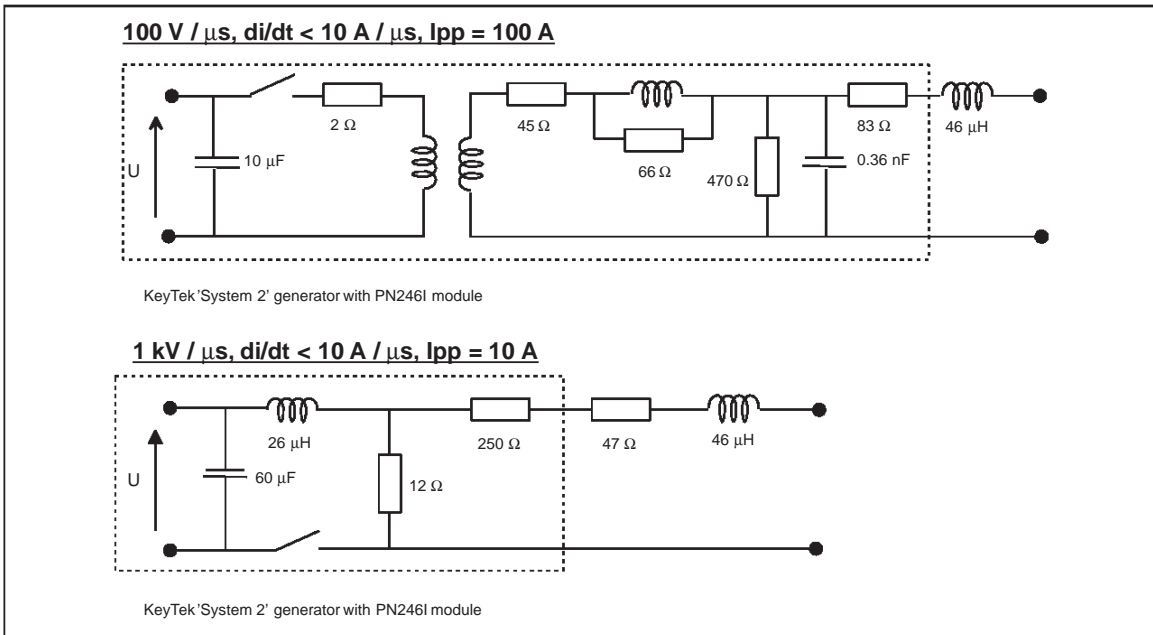 100 V / μs, di/dt < 10 A / μs, Ipp = 100 A
U
10 μF
2 Ω
45 Ω
66 Ω
470 Ω
0.36 nF
83 Ω
46 μH
KeyTek 'System 2' generator with PN246I module
1 kV / μs, di/dt < 10 A / μs, Ipp = 10 A
U
60 μF
26 μH
12 Ω
250 Ω
47 Ω
46 μH
KeyTek 'System 2' generator with PN246I module